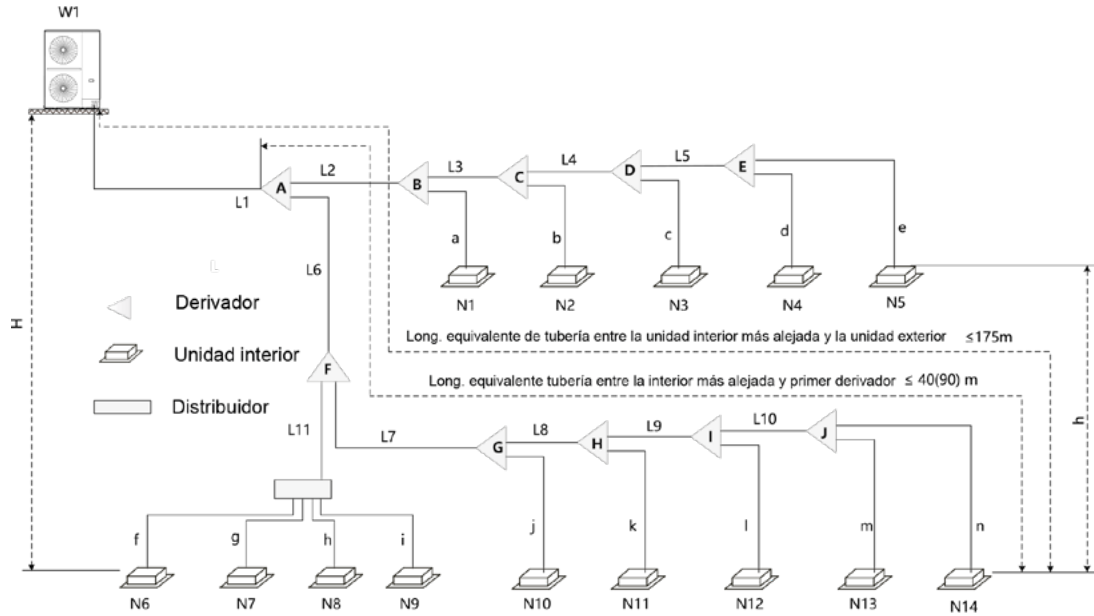 W1
L1
A
L2
B
L3
C
L4
D
L5
E
a
b
c
d
e
N1
N2
N3
N4
N5
L6
L
H
Derivador
Unidad interior
Distribuidor
Long. equivalente de tubería entre la unidad interior más alejada y la unidad exterior ≤175m
Long. equivalente tubería entre la interior más alejada y primer derivador ≤ 40(90) m
h
F
L11
L7
G
L8
H
L9
I
L10
J
f
g
h
i
j
k
l
m
n
N6
N7
N8
N9
N10
N11
N12
N13
N14